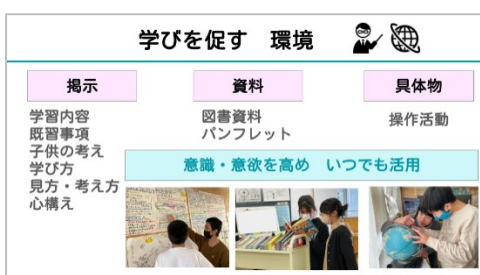 学びを促す　環境
掲示
学習内容
既習事項
子供の考え
学び方
見方・考え方
心構え
資料
図書資料
パンフレット
具体物
操作活動
意識・意欲を高め　いつでも活用